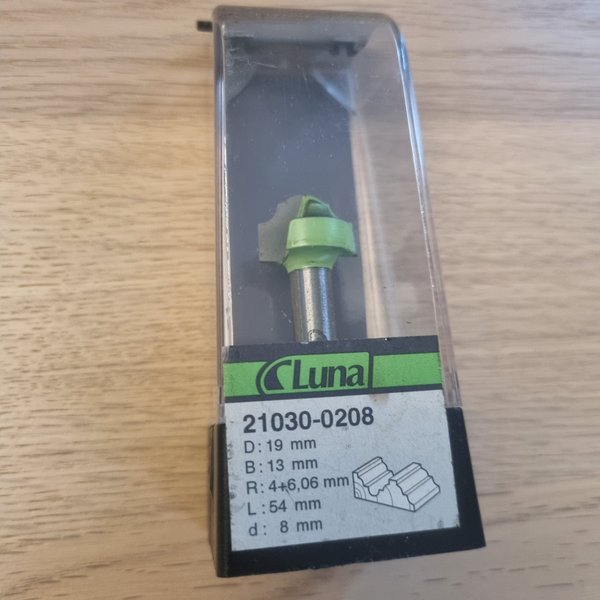 Luna
21030-0208
D: 19 mm
B: 13 mm
R: 4+6,06 mm
L: 54 mm
d: 8 mm